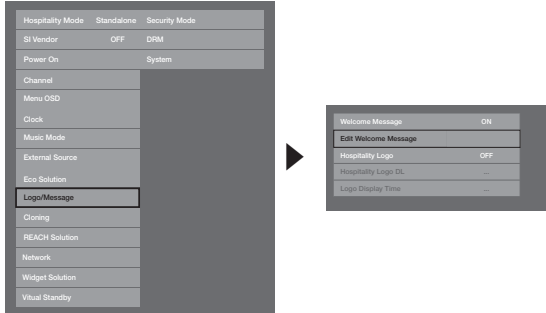 Hospitality Mode Standalone Security Mode
SI Vendor OFF DRM
Power On System
Channel
Menu OSD
Clock
Music Mode
External Source
Eco Solution
Logo/Message
Cloning
REACH Solution
Network
Widget Solution
Vitual Standby
Welcome Message ON
Edit Welcome Message
Hospitality Logo OFF
Hospitality Logo DL ...
Logo Display Time ...